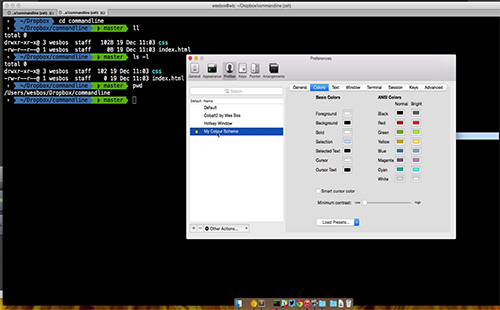 wesbos@wtc: ~/Dropbox/commandline (zsh)
..s/commandline (zsh)
..s/commandline (zsh)
~/Dropbox cd commandline
~/Dropbox/commandline master ll
total 0
drwxr-xr-x@ 3 wesbos staff 102B 19 Dec 11:03 css
-rw-r--r--@ 1 wesbos staff 0B 19 Dec 11:03 index.html
~/Dropbox/commandline master ls -l
total 0
drwxr-xr-x@ 3 wesbos staff 102 19 Dec 11:03 css
-rw-r--r--@ 1 wesbos staff 0 19 Dec 11:03 index.html
~/Dropbox/commandline master pwd
/Users/wesbos/Dropbox/commandline
~/Dropbox/commandline master
Preferences
General Appearance Profiles Keys Pointer Arrangements
Search
Default Name
Default
Cobalt2 by Wes Bos
Hotkey Window
My Colour Scheme
Other Actions...
General Colors Text Window Terminal Session Keys Advanced
Basic Colors
Foreground
Background
Bold
Selection
Selected Text
Cursor
Cursor Text
ANSI Colors
Normal Bright
Black
Red
Green
Yellow
Blue
Magenta
Cyan
White
Smart cursor color
Minimum contrast: Low High
Load Presets...